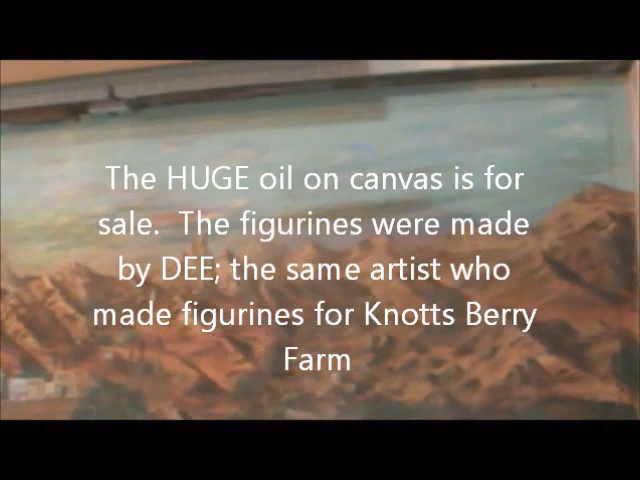 The HUGE oil on canvas is for
sale.  The figurines were made
by DEE; the same artist who
made figurines for Knotts Berry
Farm